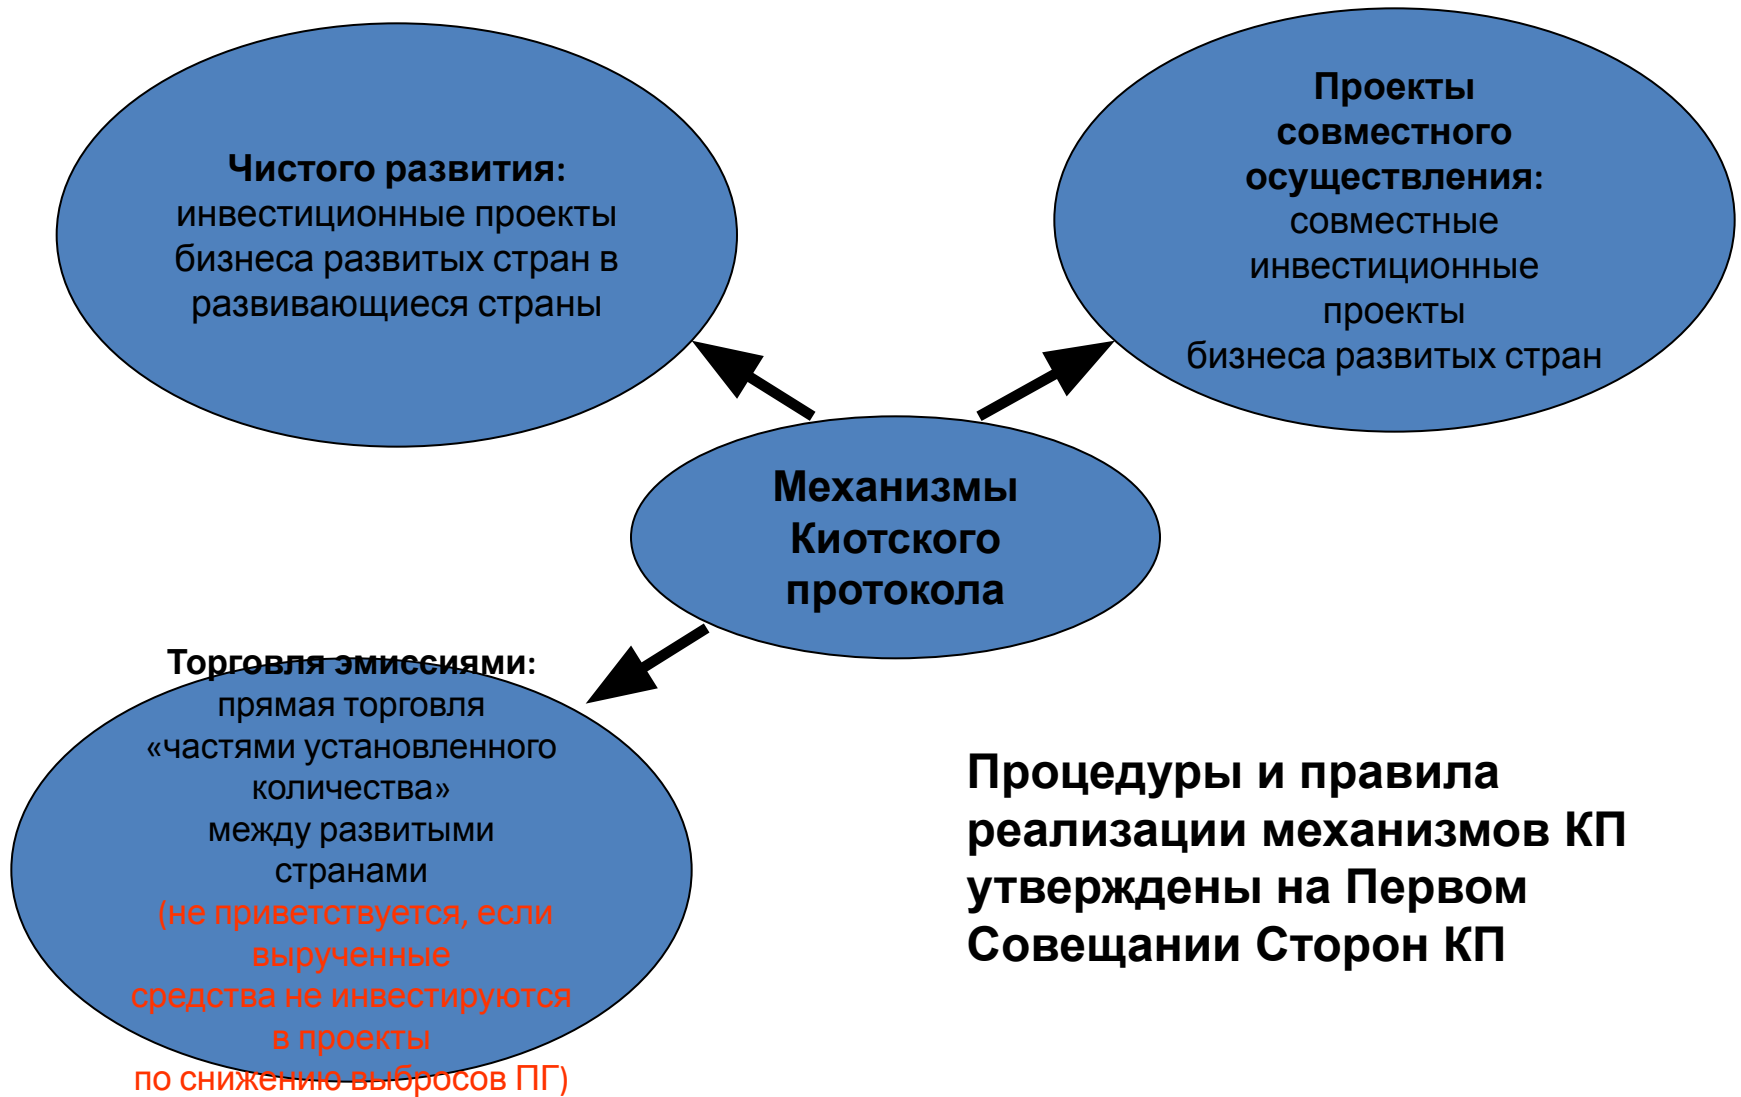 Чистого развития:
инвестиционные проекты
бизнеса развитых стран в
развивающиеся страны
Проекты
совместного
осуществления:
совместные
инвестиционные
проекты
бизнеса развитых стран
Механизмы
Киотского
протокола
Торговля эмиссиями:
прямая торговля
«частями установленного
количества»
между развитыми
странами
(не приветствуется, если
вырученные
средства не инвестируются
в проекты
по снижению выбросов ПГ)
Процедуры и правила
реализации механизмов КП
утверждены на Первом
Совещании Сторон КП